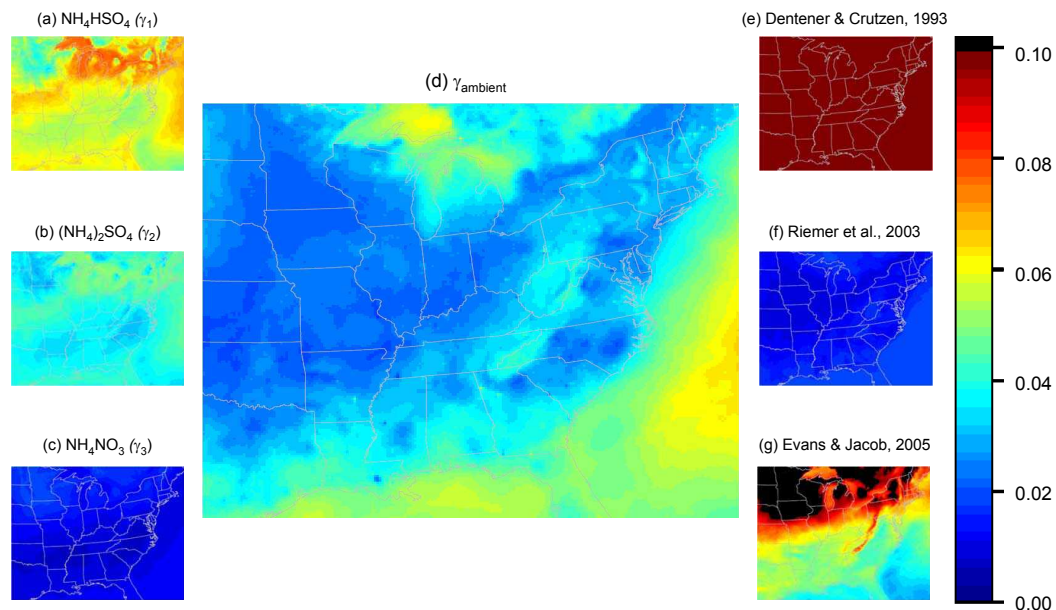 (a) NH₄HSO₄ (γ₁)
(b) (NH₄)₂SO₄ (γ₂)
(c) NH₄NO₃ (γ₃)
(d) γambient
(e) Dentener & Crutzen, 1993
(f) Riemer et al., 2003
(g) Evans & Jacob, 2005
0.10
0.08
0.06
0.04
0.02
0.00